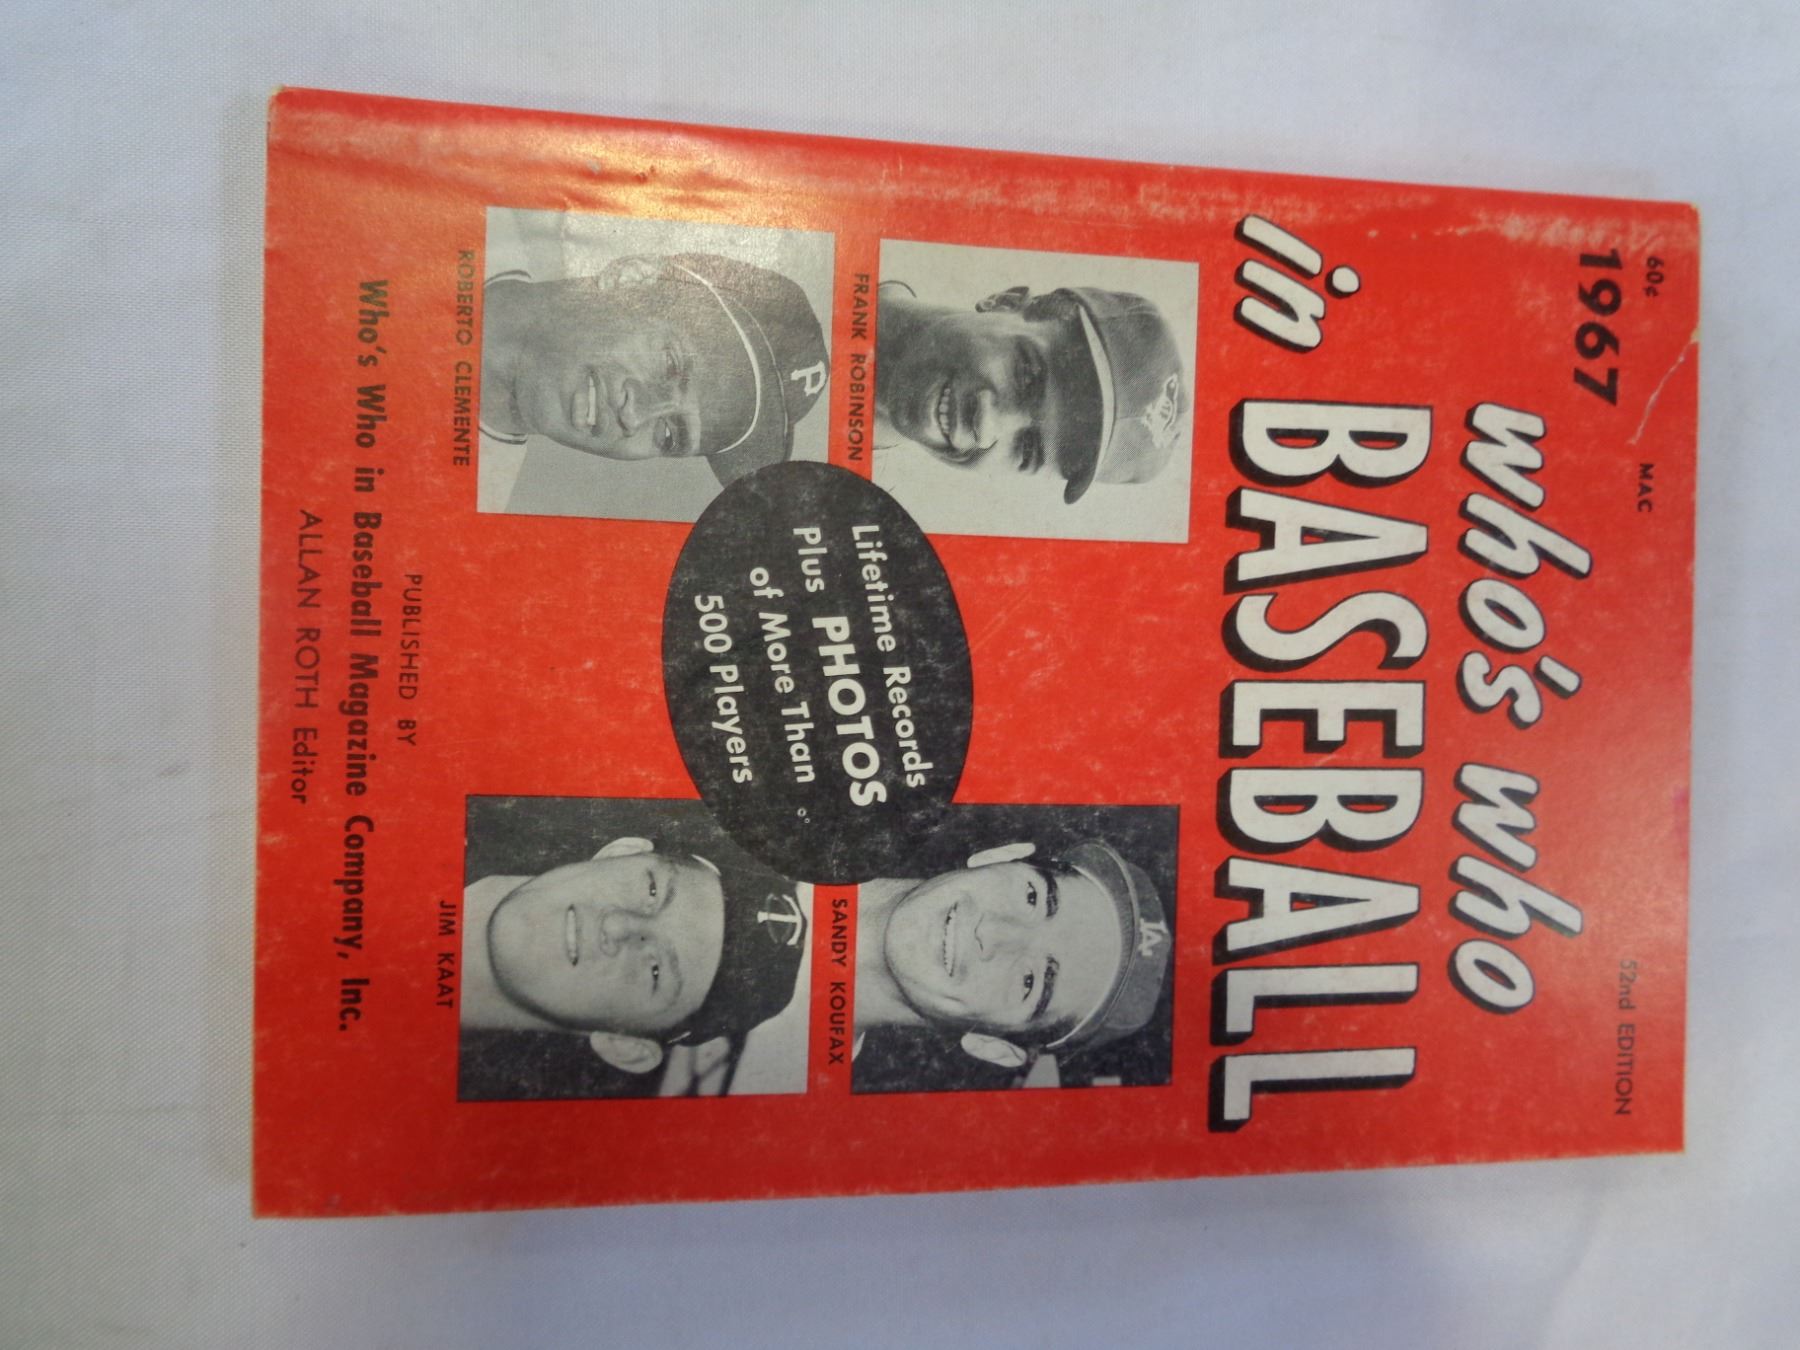 60¢ MAC 52nd EDITION
1967
who's who
in BASEBALL
FRANK ROBINSON
SANDY KOUFAX
Lifetime Records
Plus PHOTOS
of More Than
500 Players
ROBERTO CLEMENTE
JIM KAAT
P
LA
T
PUBLISHED BY
Who's Who in Baseball Magazine Company, Inc.
ALLAN ROTH Editor